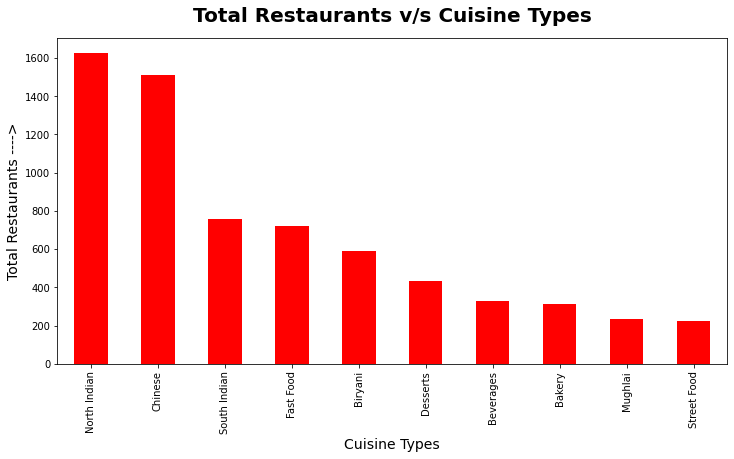 Total Restaurants v/s Cuisine Types
Total Restaurants ---->
1600
1400
1200
1000
800
600
400
200
0
North Indian
Chinese
South Indian
Fast Food
Biryani
Desserts
Beverages
Bakery
Mughlai
Street Food
Cuisine Types